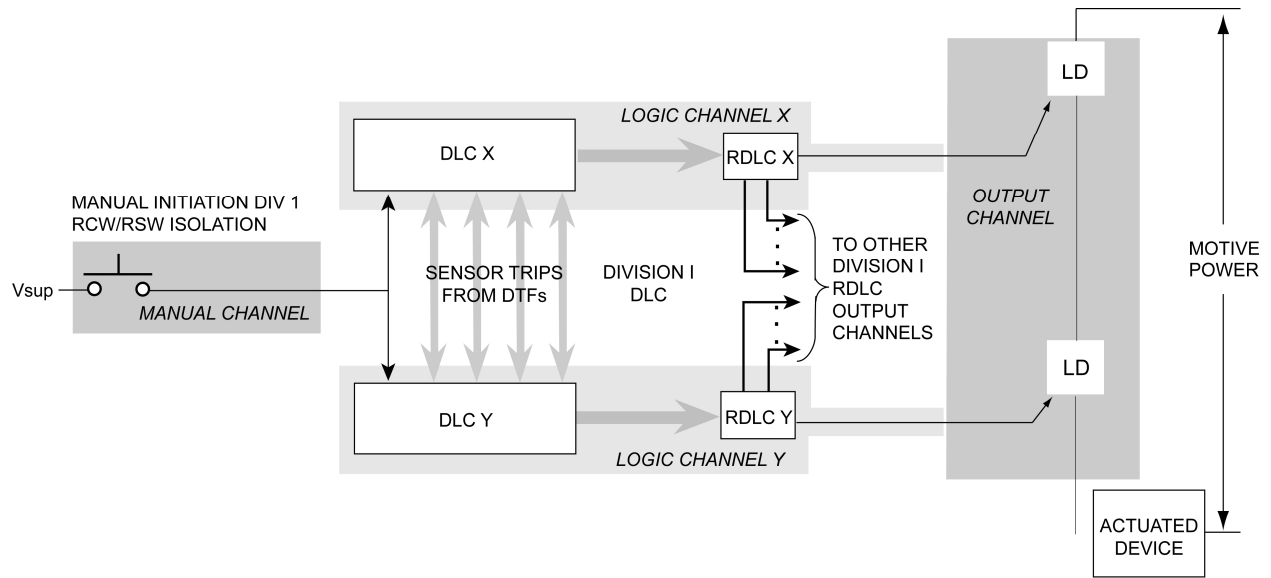 MANUAL INITIATION DIV 1
RCW/RSW ISOLATION
Vsup
MANUAL CHANNEL
LOGIC CHANNEL X
DLC X
RDLC X
SENSOR TRIPS
FROM DTFs
DIVISION I
DLC
TO OTHER
DIVISION I
RDLC
OUTPUT
CHANNELS
DLC Y
RDLC Y
LOGIC CHANNEL Y
LD
OUTPUT
CHANNEL
LD
MOTIVE
POWER
ACTUATED
DEVICE